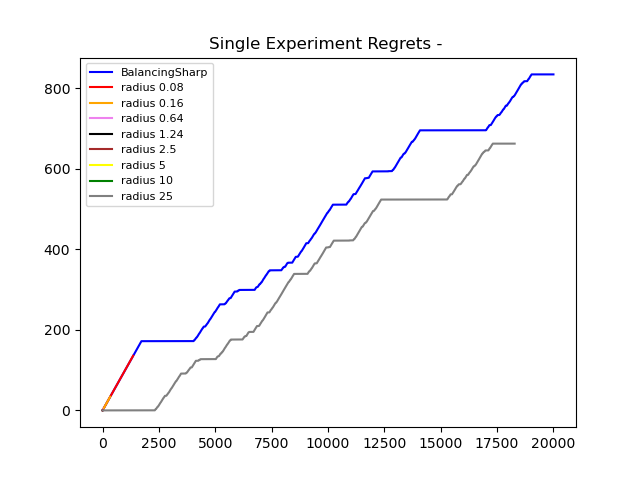 Single Experiment Regrets -
BalancingSharp
radius 0.08
radius 0.16
radius 0.64
radius 1.24
radius 2.5
radius 5
radius 10
radius 25
800
600
400
200
0
0 2500 5000 7500 10000 12500 15000 17500 20000